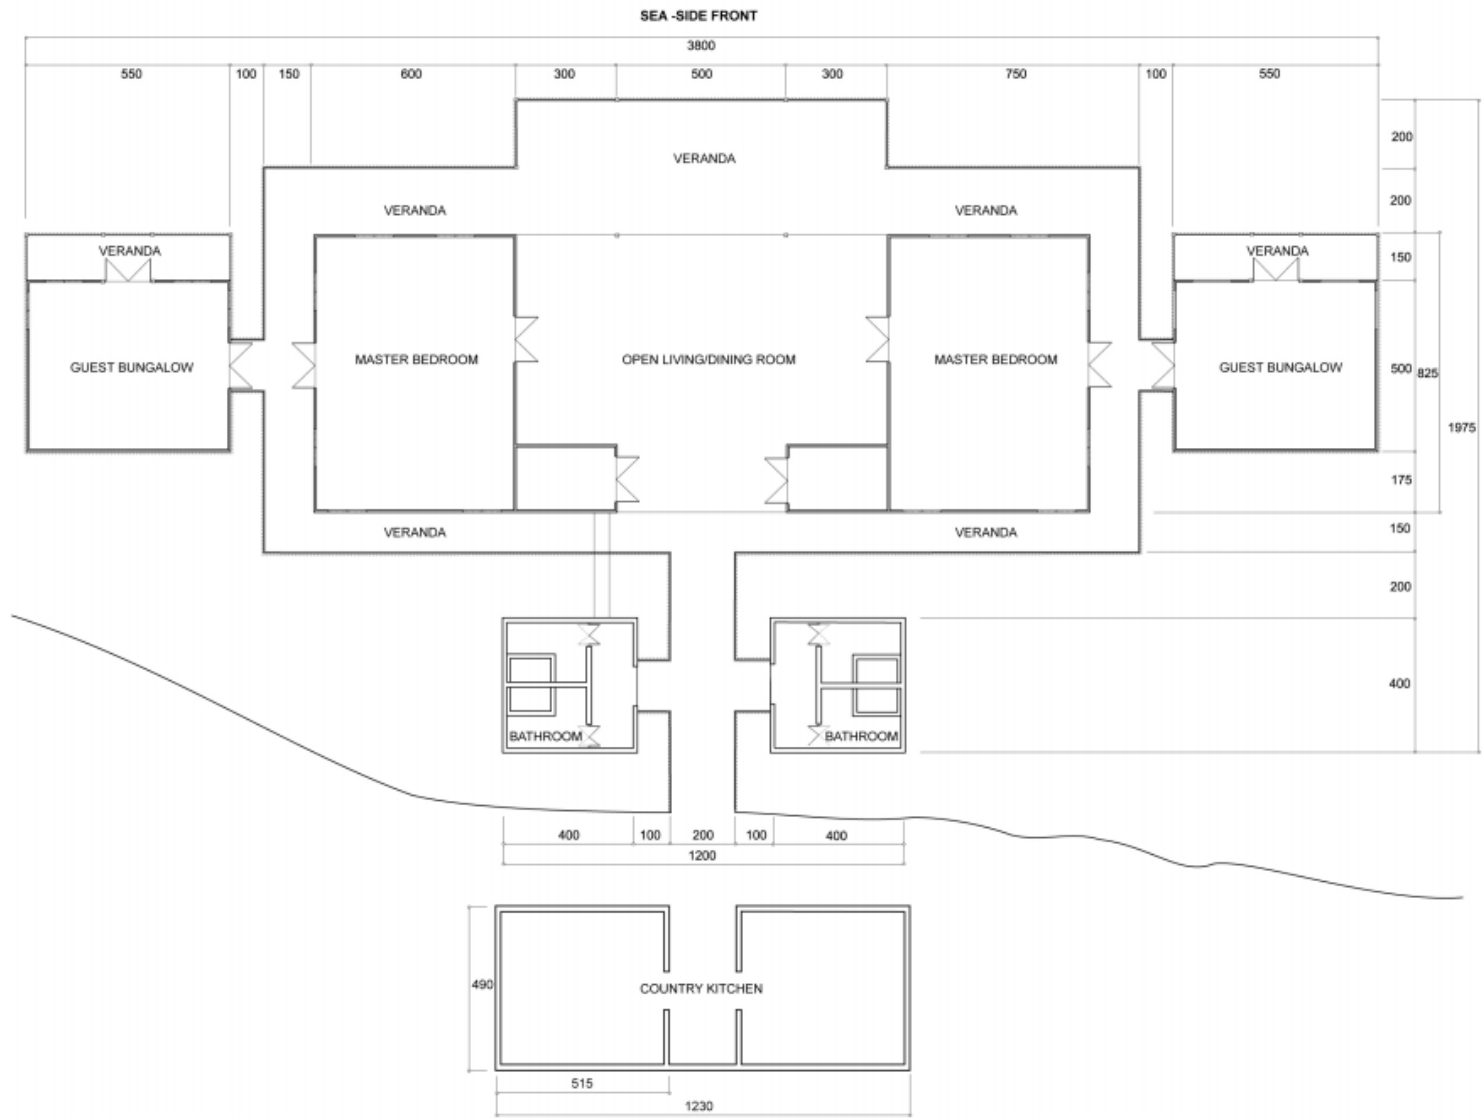 SEA -SIDE FRONT
3800
550 100 150 600 300 500 300 750 100 550
200
VERANDA
200
VERANDA VERANDA
VERANDA VERANDA 150
MASTER BEDROOM OPEN LIVING/DINING ROOM MASTER BEDROOM
GUEST BUNGALOW GUEST BUNGALOW 500 825
1975
175
VERANDA VERANDA 150
200
400
BATHROOM BATHROOM
400 100 200 100 400
1200
490 COUNTRY KITCHEN
515
1230